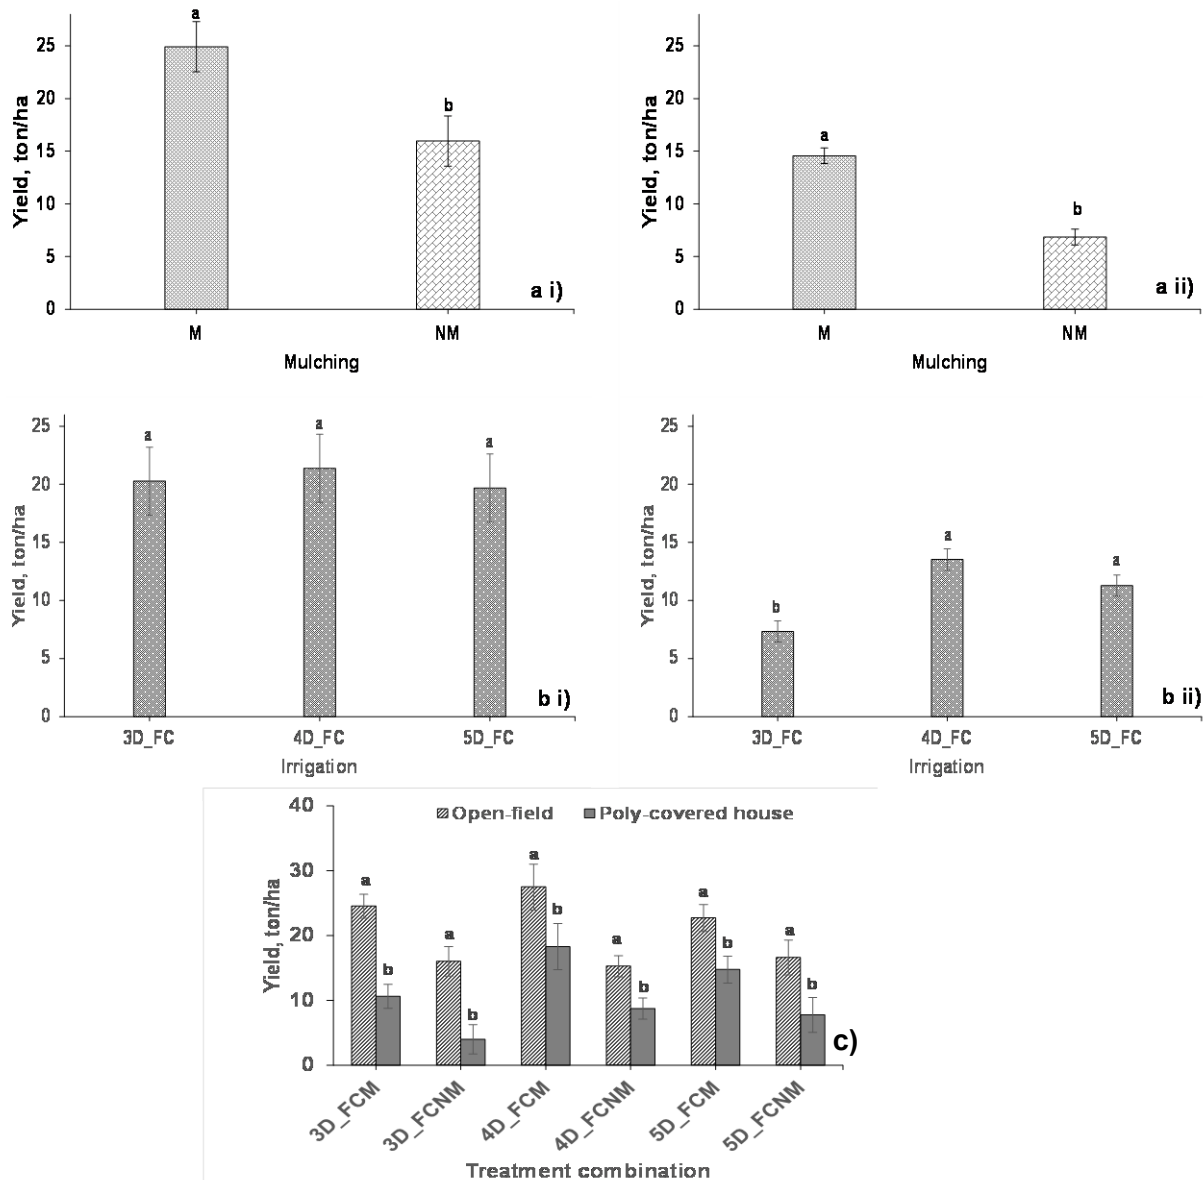 Yield, ton/ha
25
20
15
10
5
0
a
b
M
NM
Mulching
a i)
Yield, ton/ha
25
20
15
10
5
0
a
b
M
NM
Mulching
a ii)
Yield, ton/ha
25
20
15
10
5
0
a
a
a
3D_FC
4D_FC
5D_FC
Irrigation
b i)
Yield, ton/ha
25
20
15
10
5
0
b
a
a
3D_FC
4D_FC
5D_FC
Irrigation
b ii)
Open-field
Poly-covered house
Yield, ton/ha
40
30
20
10
0
a
b
a
b
a
b
a
b
a
b
a
b
3D_FCM
3D_FCNM
4D_FCM
4D_FCNM
5D_FCM
5D_FCNM
Treatment combination
c)